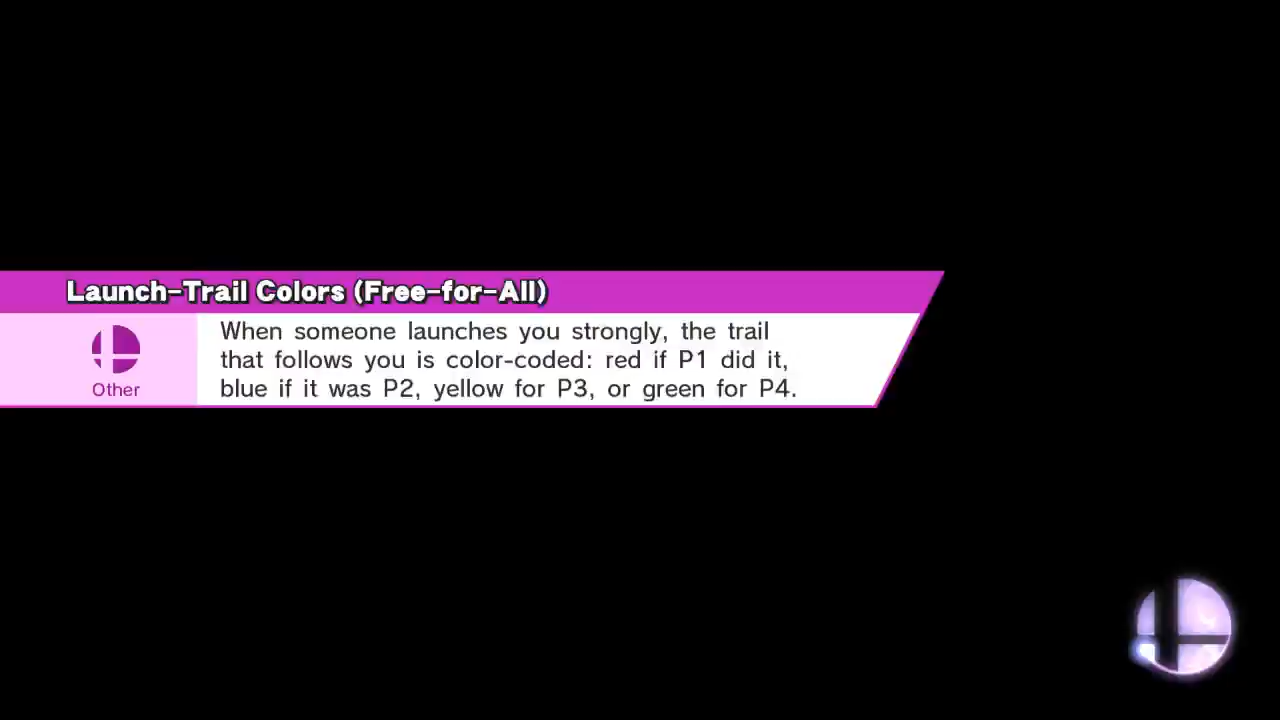 Launch-Trail Colors (Free-for-All)
When someone launches you strongly, the trail
that follows you is color-coded: red if P1 did it,
blue if it was P2, yellow for P3, or green for P4.
Other